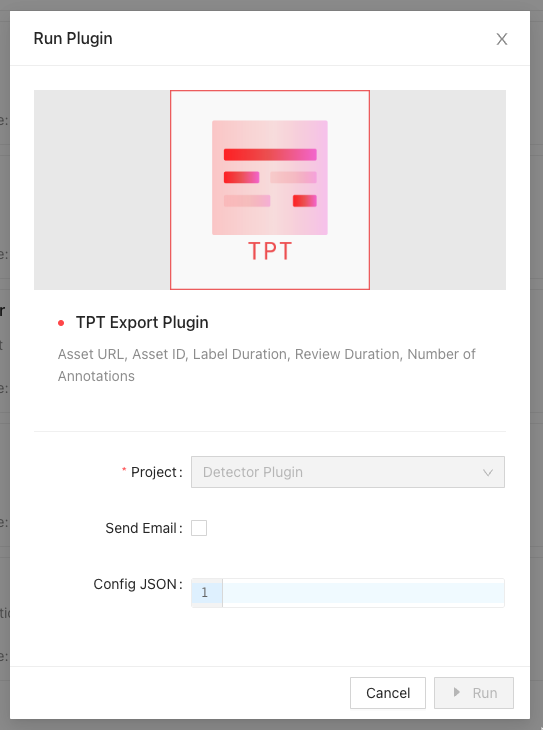 Run Plugin
TPT
TPT Export Plugin
Asset URL, Asset ID, Label Duration, Review Duration, Number of
Annotations
* Project:
Detector Plugin
Send Email:
Config JSON:
1
Cancel
Run